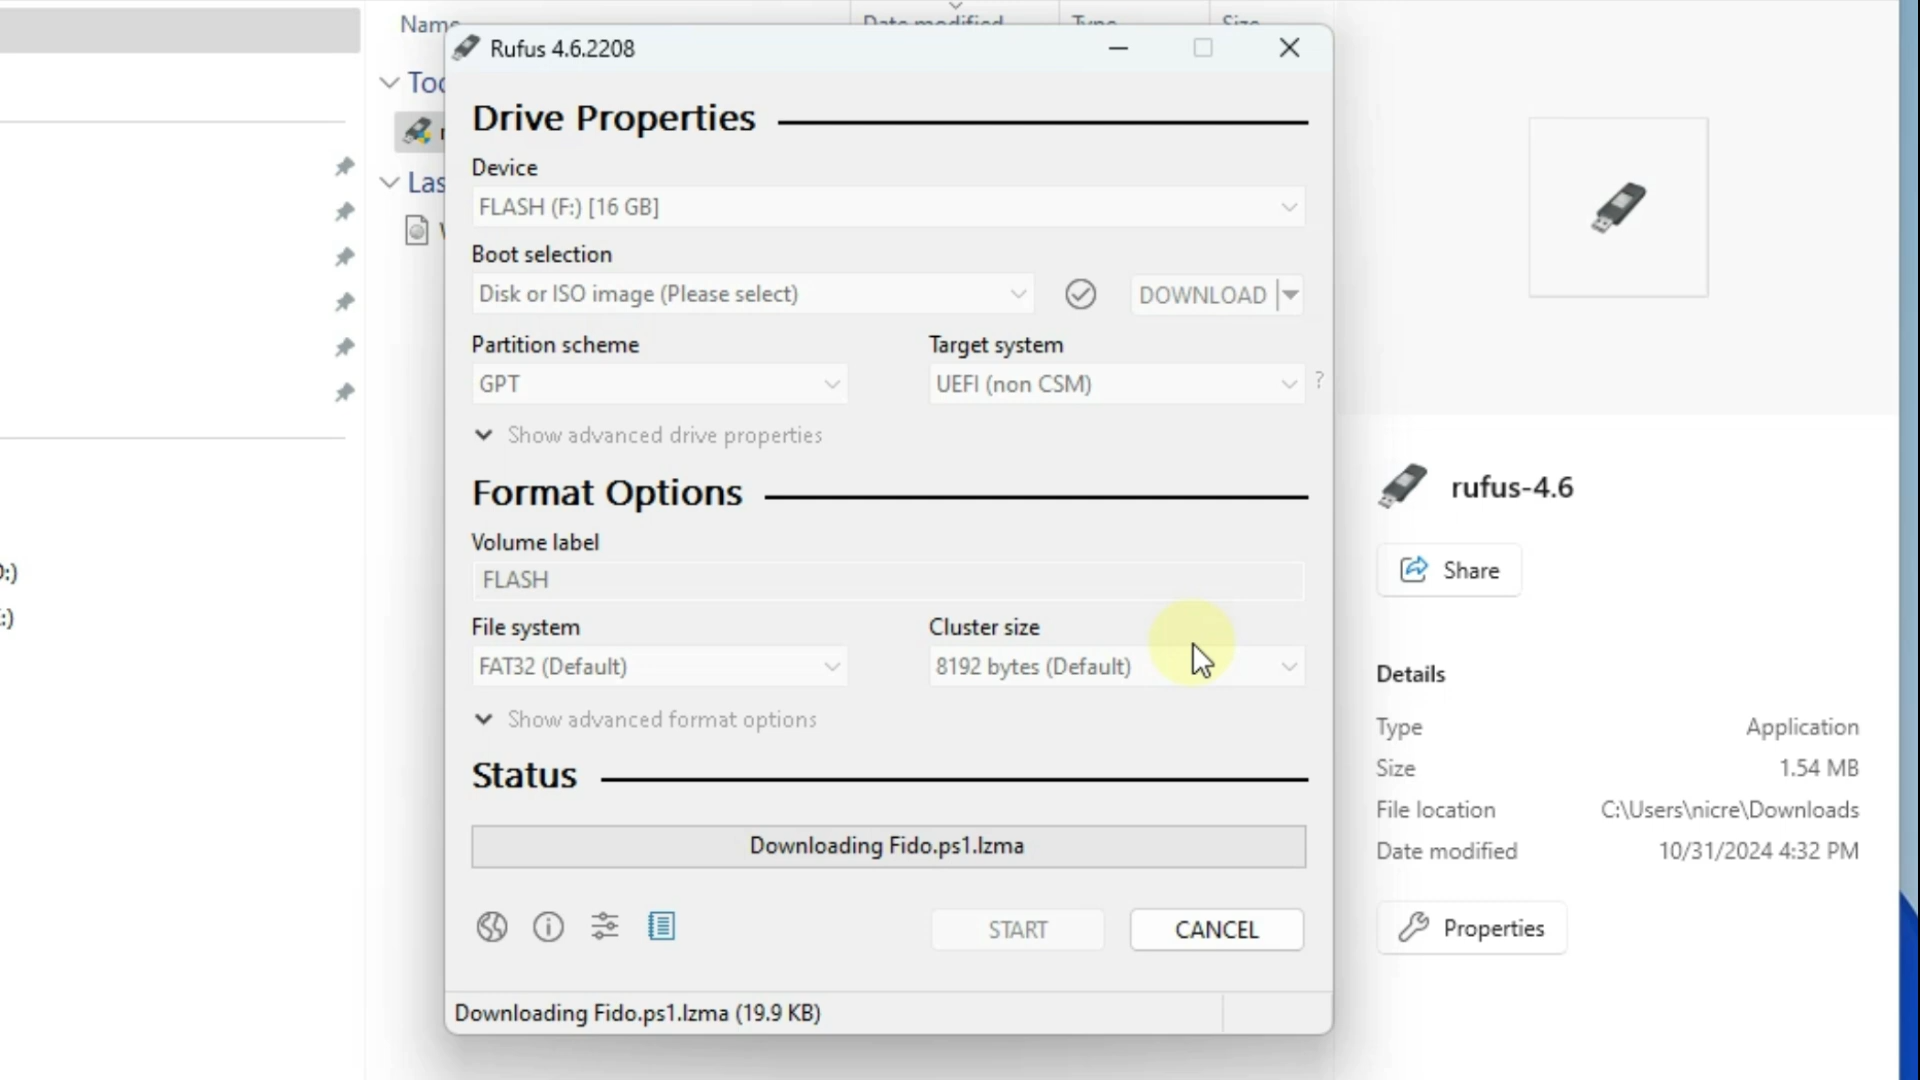 Name
Date modified
Type
Size
Rufus 4.6.2208
Drive Properties
Device
FLASH (F:) [16 GB]
Boot selection
Disk or ISO image (Please select)
DOWNLOAD
Partition scheme
Target system
GPT
UEFI (non CSM)
?
Show advanced drive properties
Format Options
Volume label
FLASH
File system
Cluster size
FAT32 (Default)
8192 bytes (Default)
Show advanced format options
Status
Downloading Fido.ps1.lzma
START
CANCEL
Downloading Fido.ps1.lzma (19.9 KB)
:)
:)
rufus-4.6
Share
Details
Type
Application
Size
1.54 MB
File location
C:\Users\nicre\Downloads
Date modified
10/31/2024 4:32 PM
Properties